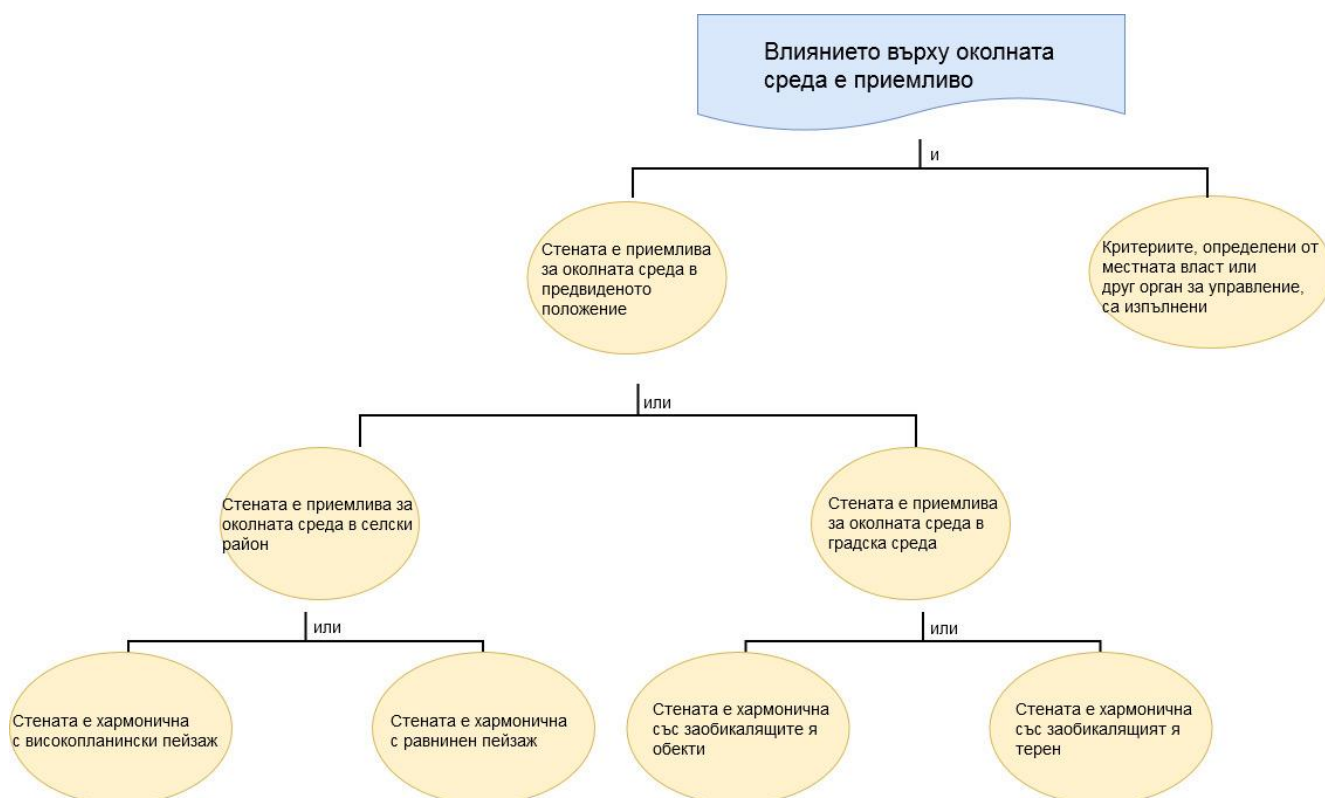 Влиянието върху околната
среда е приемливо
и
Стената е приемлива
за околната среда в
предвиденото
положение
Критериите, определени от
местната власт или
друг орган за управление,
са изпълнени
или
Стената е приемлива за
околната среда в селски
район
Стената е приемлива
за околната среда в
градска среда
или
или
Стената е хармонична
с високопланински пейзаж
Стената е хармонична
с равнинен пейзаж
Стената е хармонична
със заобикалящите я
обекти
Стената е хармонична
със заобикалящият я
терен